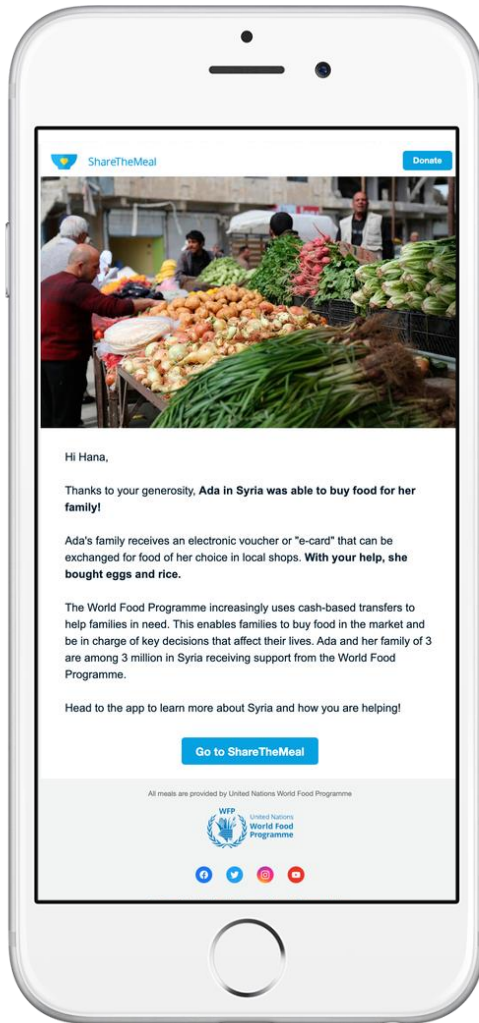 ShareTheMeal
Donate
Hi Hana,
Thanks to your generosity, Ada in Syria was able to buy food for her
family!
Ada's family receives an electronic voucher or "e-card" that can be
exchanged for food of her choice in local shops. With your help, she
bought eggs and rice.
The World Food Programme increasingly uses cash-based transfers to
help families in need. This enables families to buy food in the market and
be in charge of key decisions that affect their lives. Ada and her family of 3
are among 3 million in Syria receiving support from the World Food
Programme.
Head to the app to learn more about Syria and how you are helping!
Go to ShareTheMeal
All meals are provided by United Nations World Food Programme
WFP
United Nations
World Food
Programme